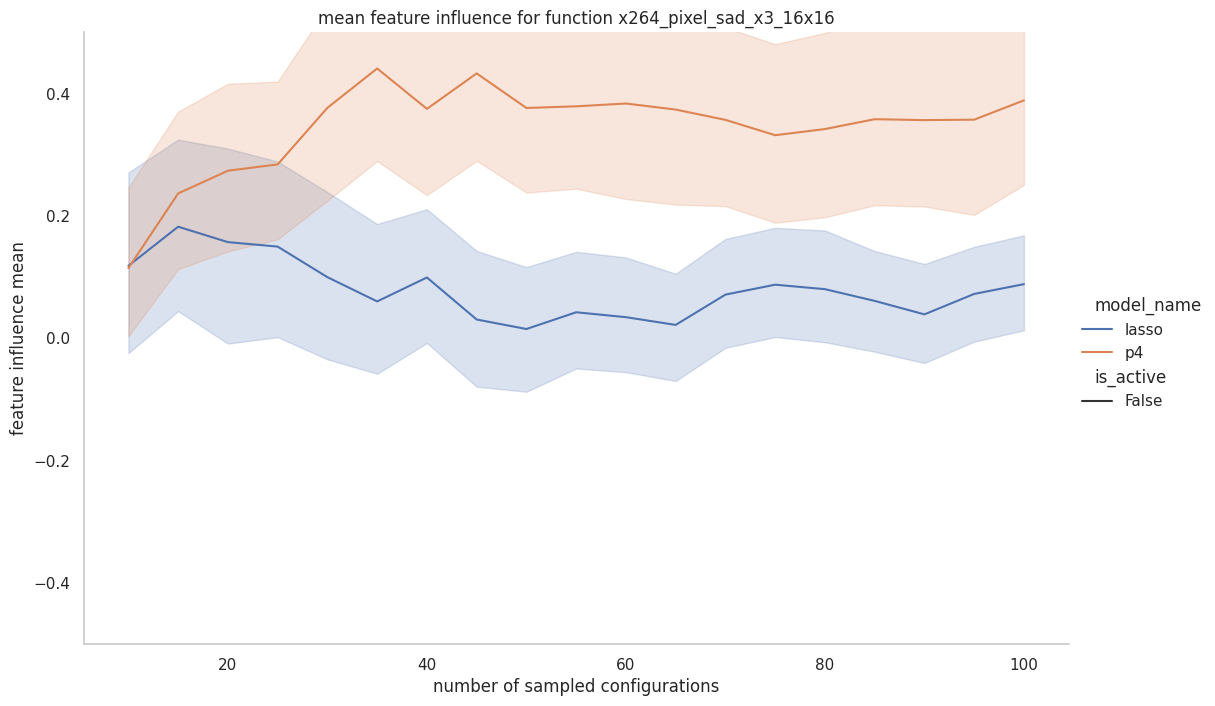 mean feature influence for function x264_pixel_sad_x3_16x16
feature influence mean
0.4
0.2
0.0
−0.2
−0.4
20
40
60
80
100
number of sampled configurations
model_name
lasso
p4
is_active
False